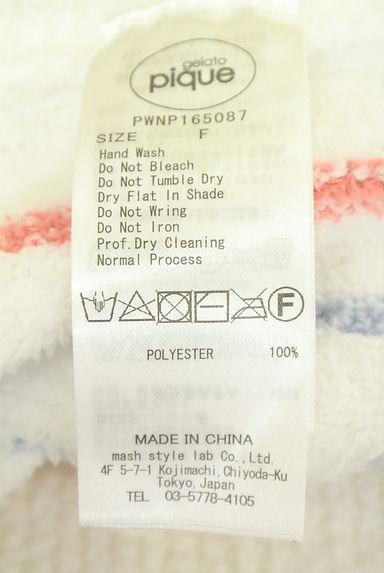 gelato
pique
PWNP165087
SIZE F
Hand Wash
Do Not Bleach
Do Not Tumble Dry
Dry Flat In Shade
Do Not Wring
Do Not Iron
Prof.Dry Cleaning
Normal Process
F
POLYESTER 100%
MADE IN CHINA
mash style lab Co.,Ltd.
4F 5-7-1 Kojimachi,Chiyoda-Ku
Tokyo,Japan
TEL 03-5778-4105